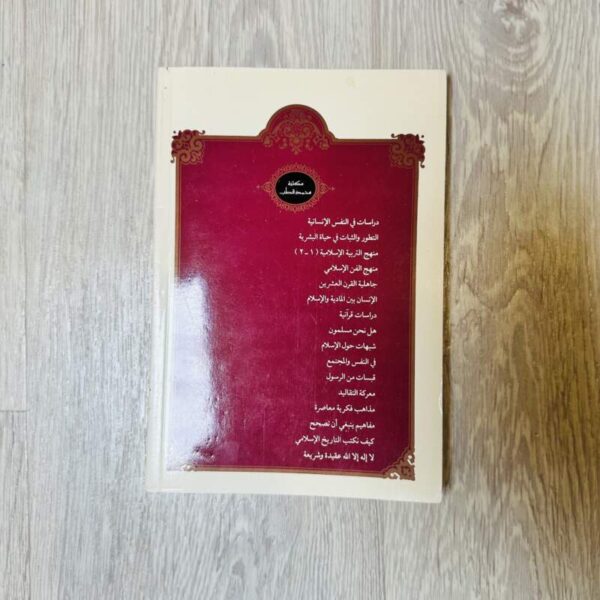 مكتبة
محمد قطب
دراسات في النفس الإنسانية
التطور والثبات في حياة البشرية
منهج التربية الإسلامية ( ١ - ٢ )
منهج الفن الإسلامي
جاهلية القرن العشرين
الإنسان بين المادية والإسلام
دراسات قرآنية
هل نحن مسلمون
شبهات حول الإسلام
في النفس والمجتمع
قبسات من الرسول
معركة التقاليد
مذاهب فكرية معاصرة
مفاهيم ينبغي أن تصحح
كيف نكتب التاريخ الإسلامي
لا إله إلا الله عقيدة وشريعة